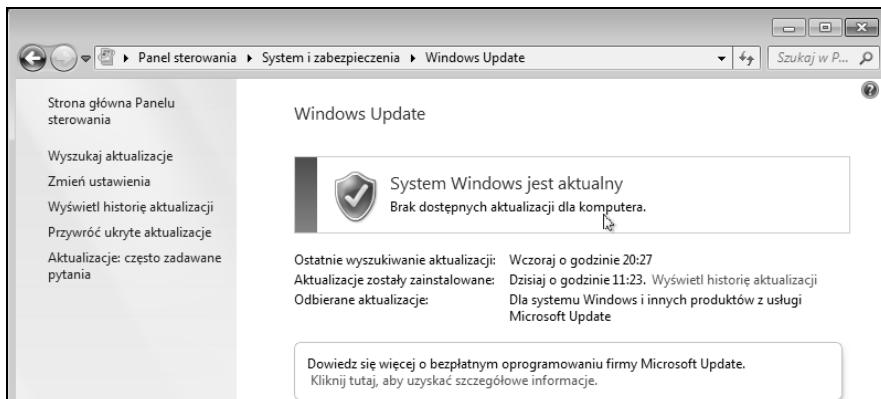 Panel sterowania ▸ System i zabezpieczenia ▸ Windows Update
Szukaj w P...
Strona główna Panelu
sterowania
Wyszukaj aktualizacje
Zmień ustawienia
Wyświetl historię aktualizacji
Przywróć ukryte aktualizacje
Aktualizacje: często zadawane
pytania
Windows Update
System Windows jest aktualny
Brak dostępnych aktualizacji dla komputera.
Ostatnie wyszukiwanie aktualizacji: Wczoraj o godzinie 20:27
Aktualizacje zostały zainstalowane: Dzisiaj o godzinie 11:23. Wyświetl historię aktualizacji
Odbierane aktualizacje: Dla systemu Windows i innych produktów z usługi
Microsoft Update
Dowiedz się więcej o bezpłatnym oprogramowaniu firmy Microsoft Update.
Kliknij tutaj, aby uzyskać szczegółowe informacje.